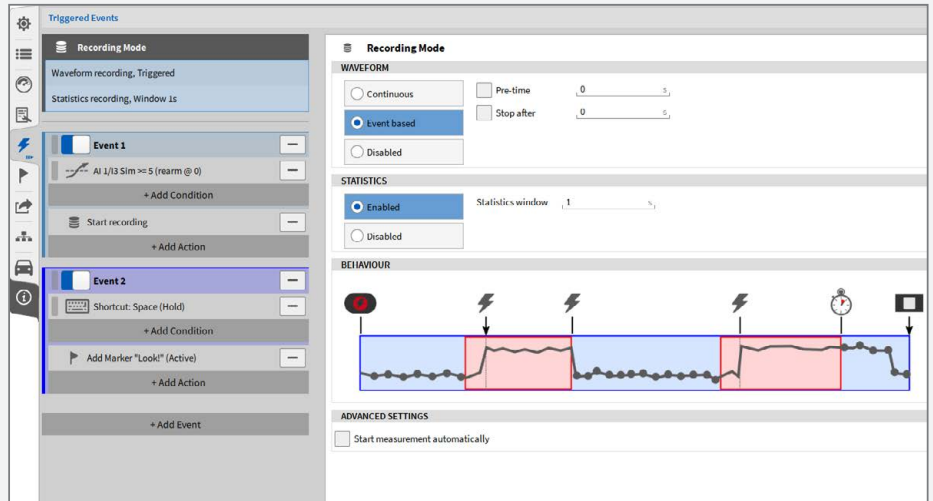 Triggered Events
Recording Mode
Waveform recording, Triggered
Statistics recording, Window 1s
Event 1
AI 1/I3 Sim >= 5 (rearm @ 0)
+ Add Condition
Start recording
+ Add Action
Event 2
Shortcut: Space (Hold)
+ Add Condition
Add Marker "Look!" (Active)
+ Add Action
+ Add Event
Recording Mode
WAVEFORM
Continuous
Pre-time 0 s
Event based
Stop after 0 s
Disabled
STATISTICS
Enabled
Statistics window 1 s
Disabled
BEHAVIOUR
ADVANCED SETTINGS
Start measurement automatically